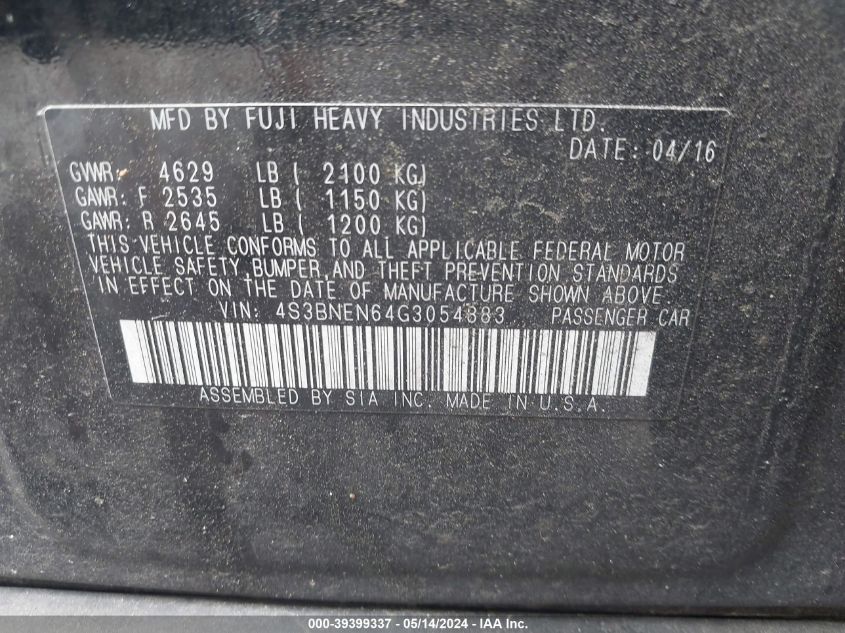 MFD BY FUJI HEAVY INDUSTRIES LTD.
DATE: 04/16
GVWR: 4629 LB ( 2100 KG)
GAWR: F 2535 LB ( 1150 KG)
GAWR: R 2645 LB ( 1200 KG)
THIS VEHICLE CONFORMS TO ALL APPLICABLE FEDERAL MOTOR
VEHICLE SAFETY, BUMPER, AND THEFT PREVENTION STANDARDS
IN EFFECT ON THE DATE OF MANUFACTURE SHOWN ABOVE
VIN: 4S3BNEN64G3054883 PASSENGER CAR
ASSEMBLED BY SIA INC. MADE IN U.S.A.
000-39399337 - 05/14/2024 - IAA Inc.